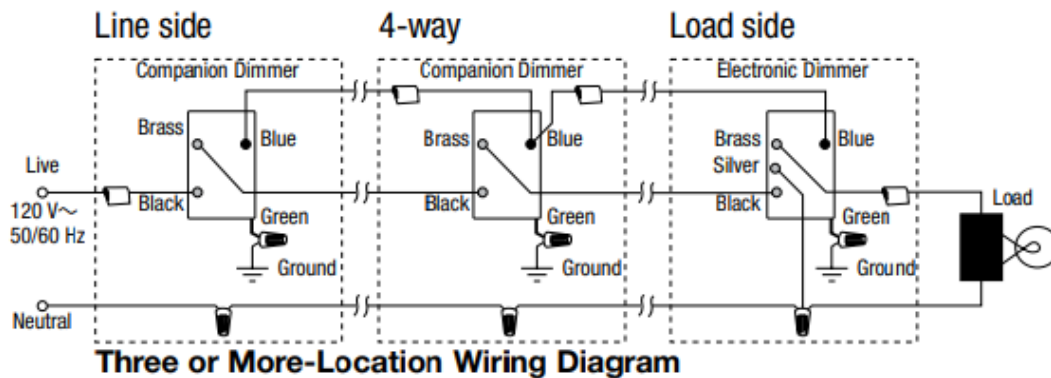 Line side
4-way
Load side
Companion Dimmer
Companion Dimmer
Electronic Dimmer
Brass
Blue
Brass
Blue
Brass
Blue
Silver
Live
Black
Black
Black
120 V~
50/60 Hz
Green
Green
Green
Load
Ground
Ground
Ground
Neutral
Three or More-Location Wiring Diagram